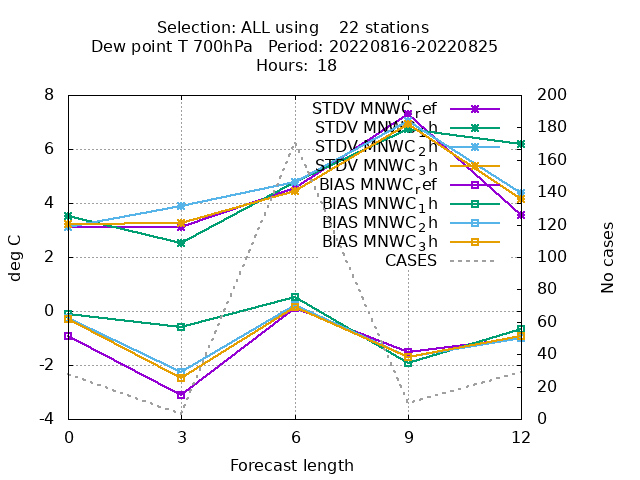 Selection: ALL using 22 stations
Dew point T 700hPa Period: 20220816-20220825
Hours: 18
8
6
4
2
0
-2
-4
deg C
200
180
160
140
120
100
80
60
40
20
0
No cases
STDV MNWC_ref
STDV MNWC_1h
STDV MNWC_2h
STDV MNWC_3h
BIAS MNWC_ref
BIAS MNWC_1h
BIAS MNWC_2h
BIAS MNWC_3h
CASES
0 3 6 9 12
Forecast length